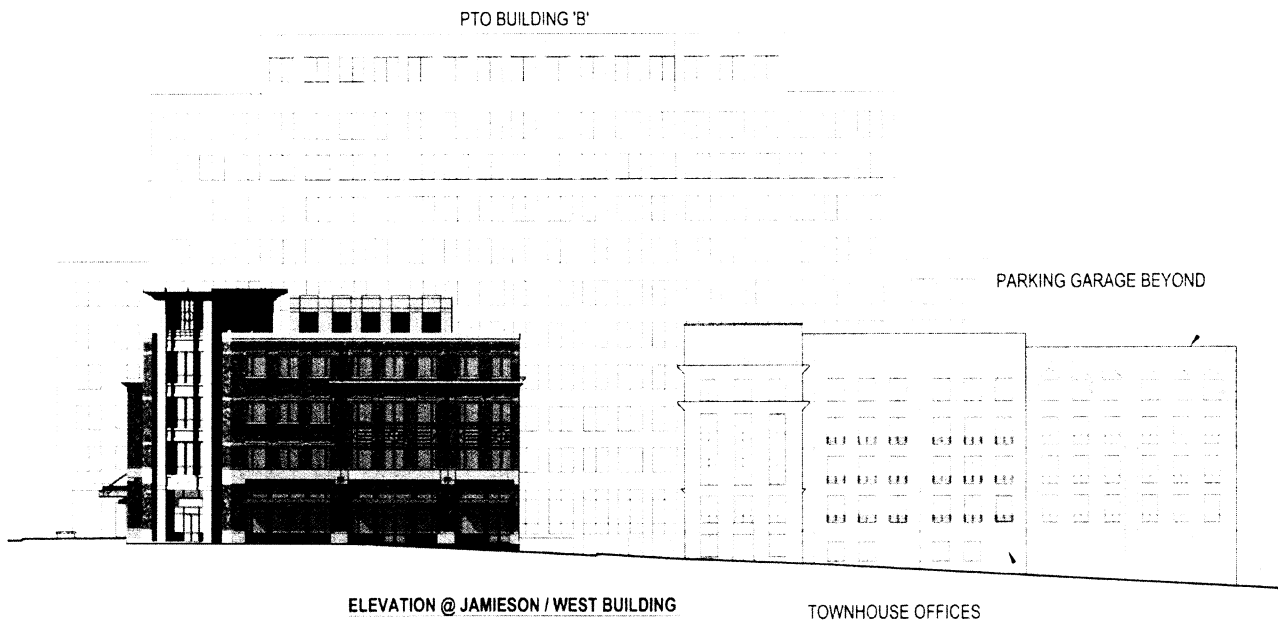 PTO BUILDING 'B'
PARKING GARAGE BEYOND
ELEVATION @ JAMIESON / WEST BUILDING
TOWNHOUSE OFFICES